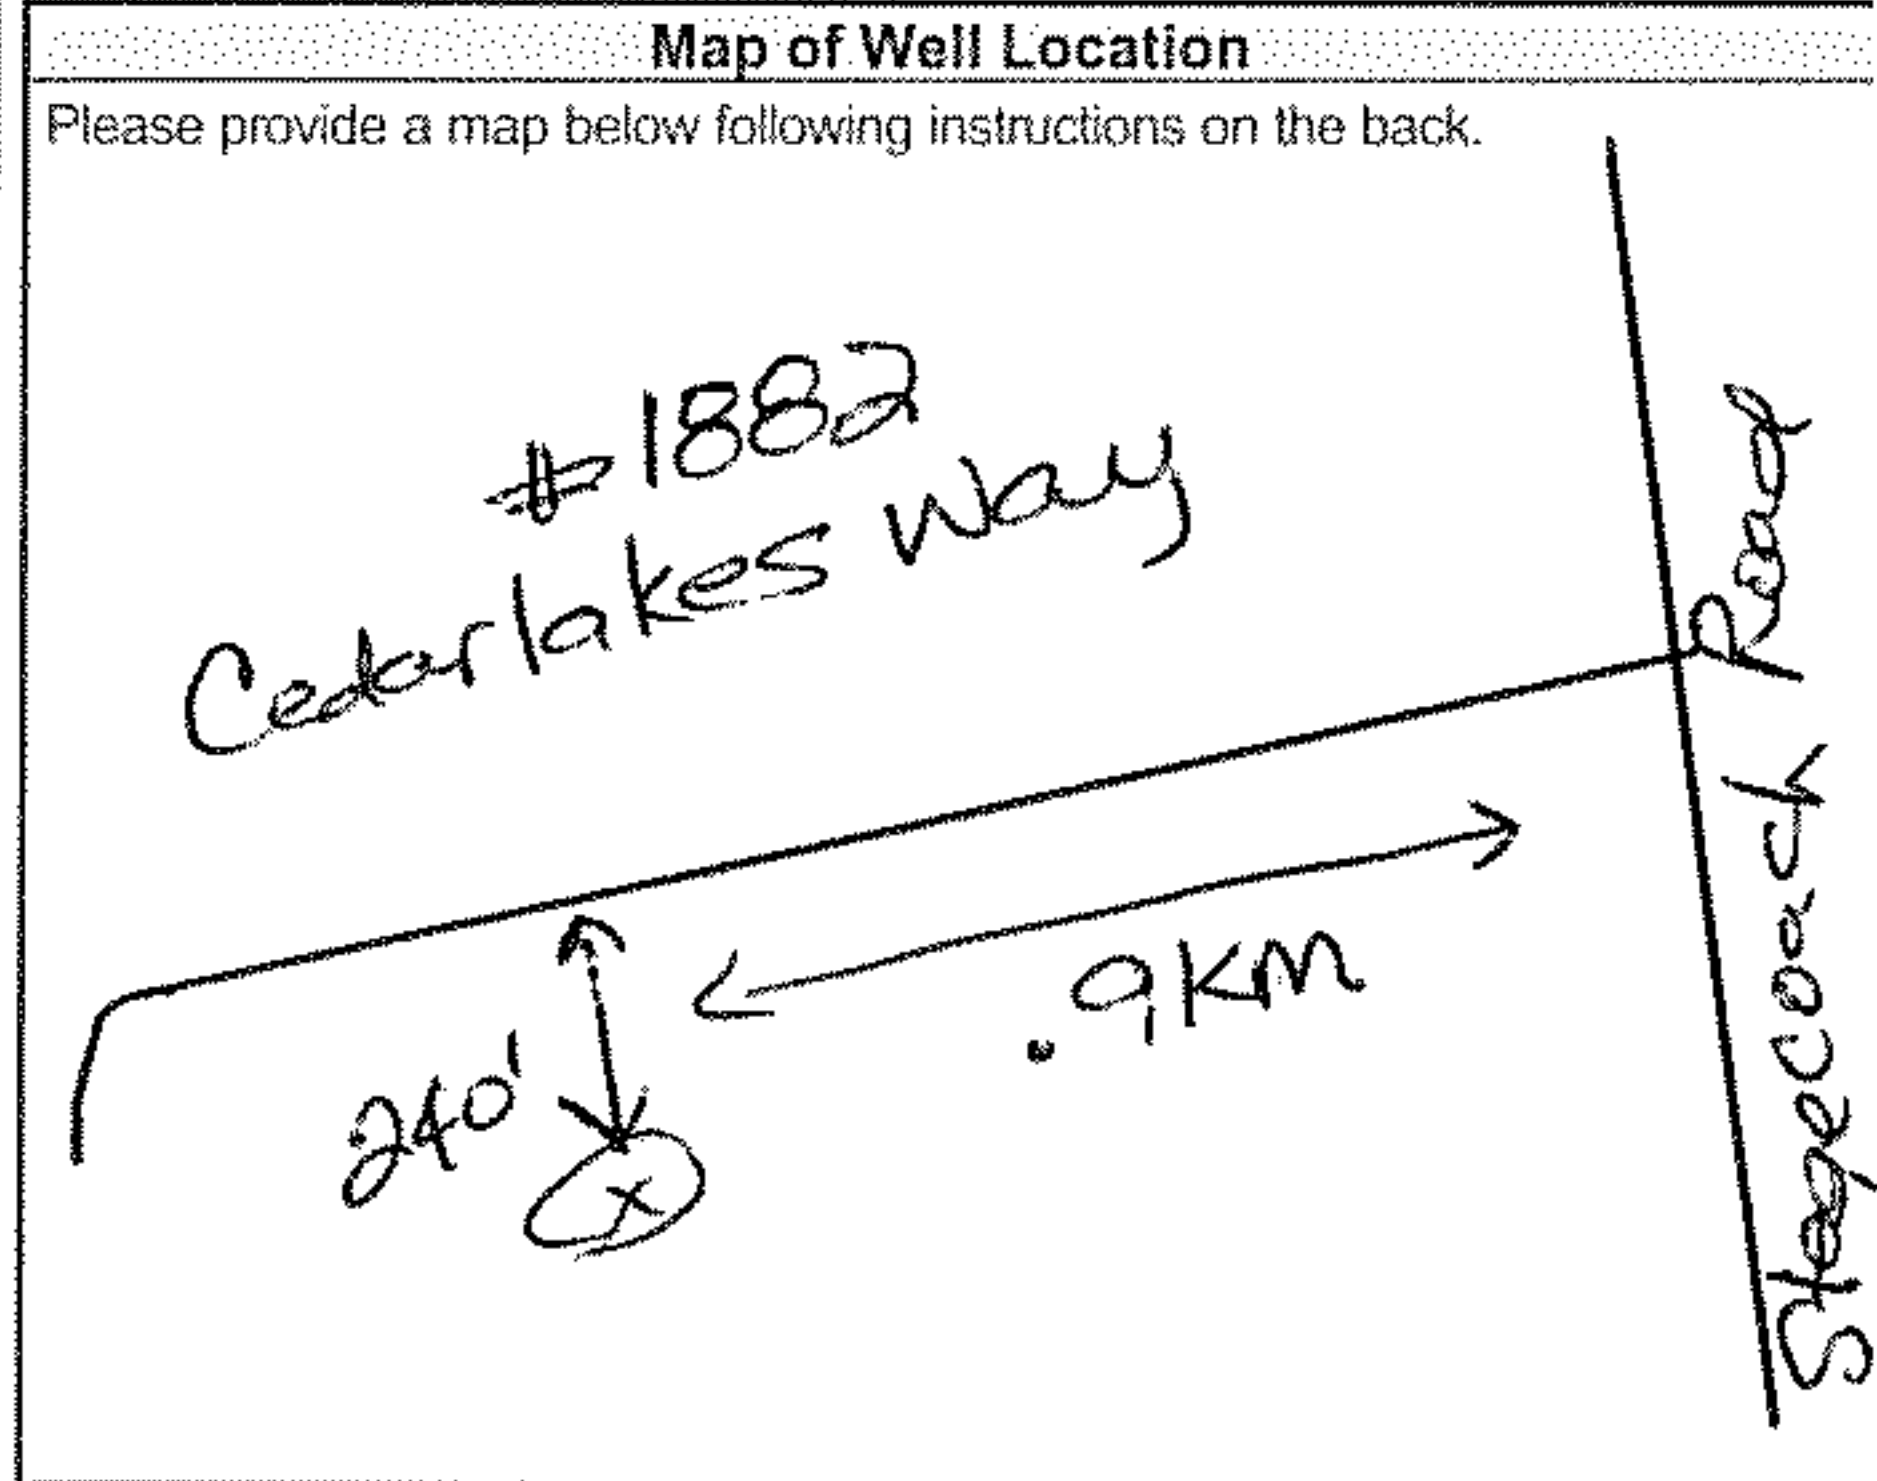 Map of Well Location
Please provide a map below following instructions on the back.
#1882
Cedarlakes Way
Stagecoach Road
.9KM
240'
X